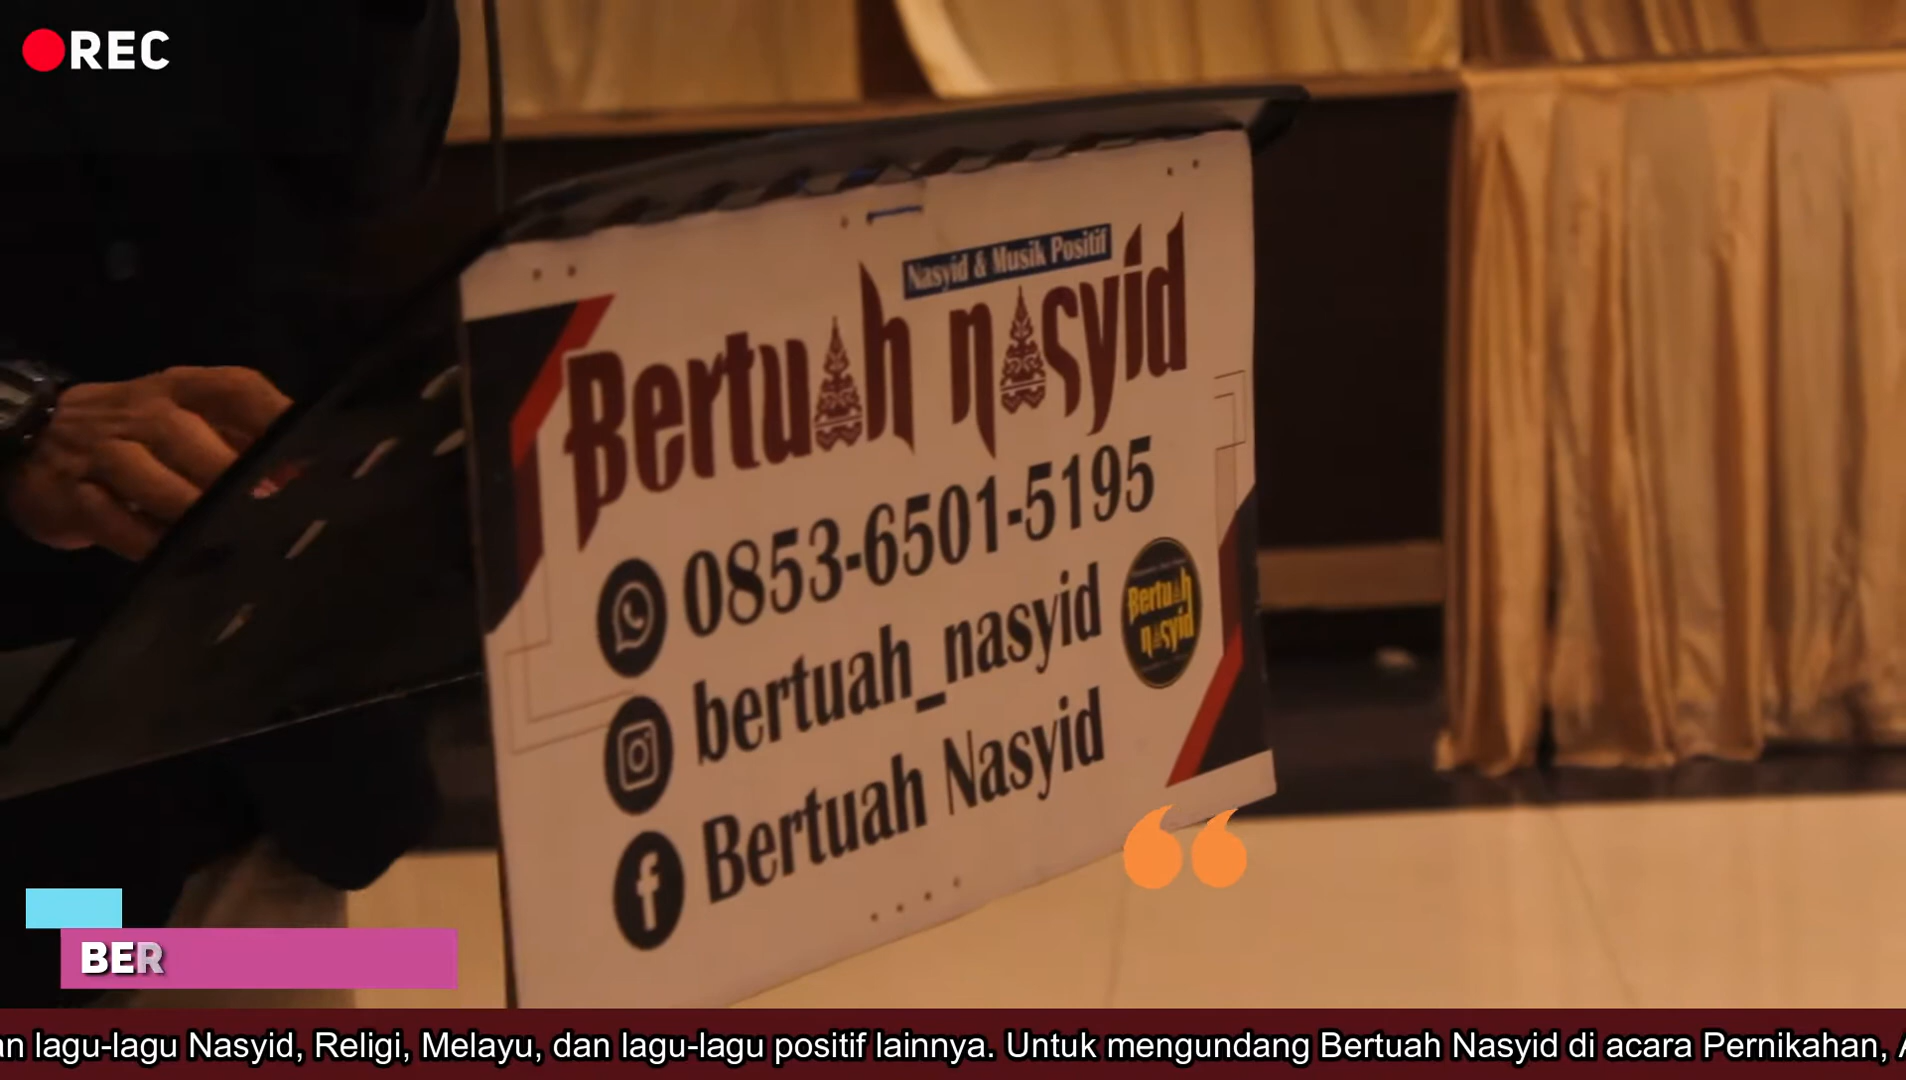 REC
Nasyid & Musik Positif
Bertuah nasyid
0853-6501-5195
bertuah_nasyid
Bertuah nasyid
Bertuah Nasyid
BER
an lagu-lagu Nasyid, Religi, Melayu, dan lagu-lagu positif lainnya. Untuk mengundang Bertuah Nasyid di acara Pernikahan, A